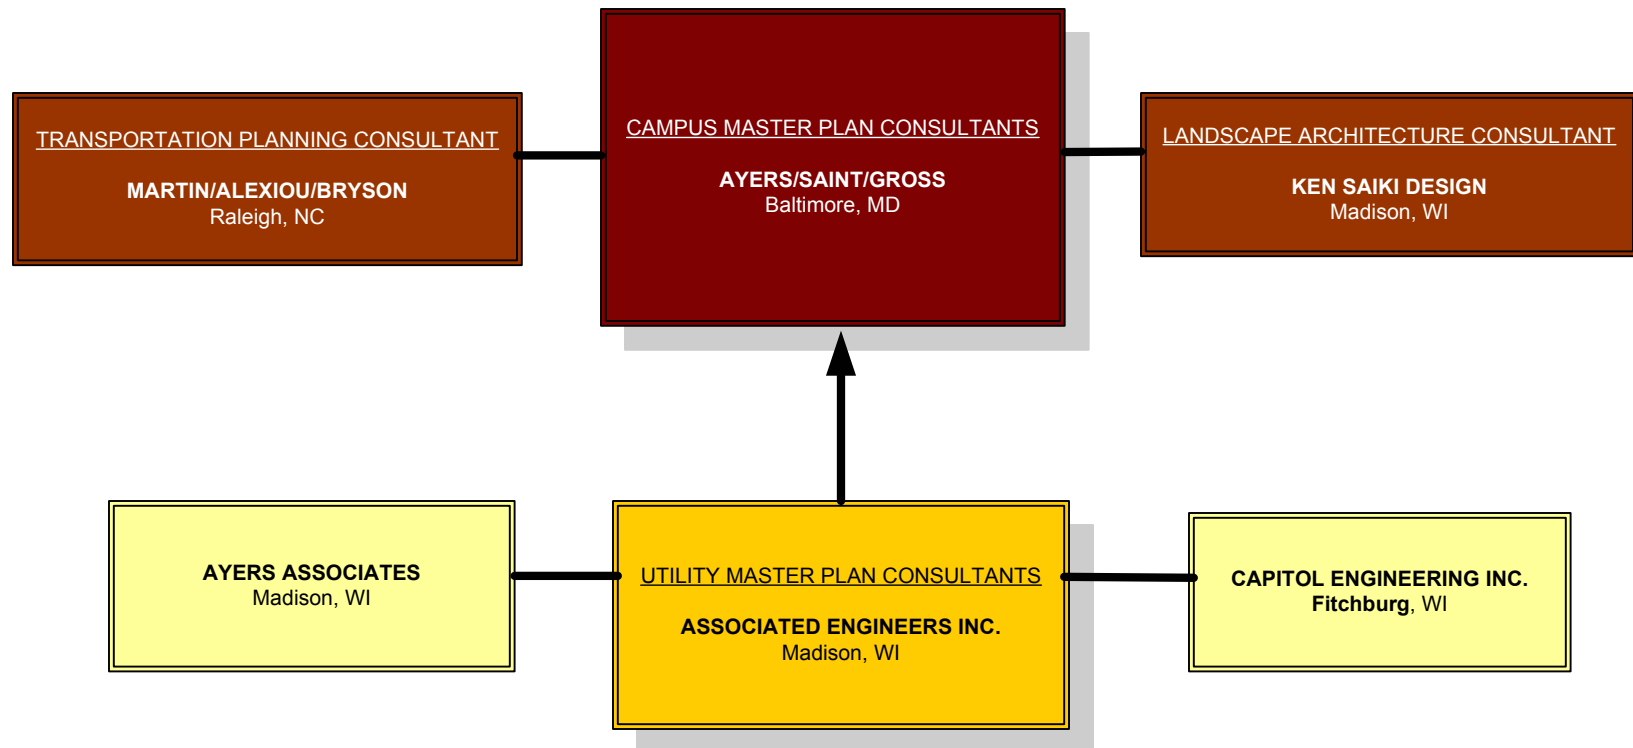 TRANSPORTATION PLANNING CONSULTANT
MARTIN/ALEXIOU/BRYSON
Raleigh, NC
CAMPUS MASTER PLAN CONSULTANTS
AYERS/SAINT/GROSS
Baltimore, MD
LANDSCAPE ARCHITECTURE CONSULTANT
KEN SAIKI DESIGN
Madison, WI
AYERS ASSOCIATES
Madison, WI
UTILITY MASTER PLAN CONSULTANTS
ASSOCIATED ENGINEERS INC.
Madison, WI
CAPITOL ENGINEERING INC.
Fitchburg, WI